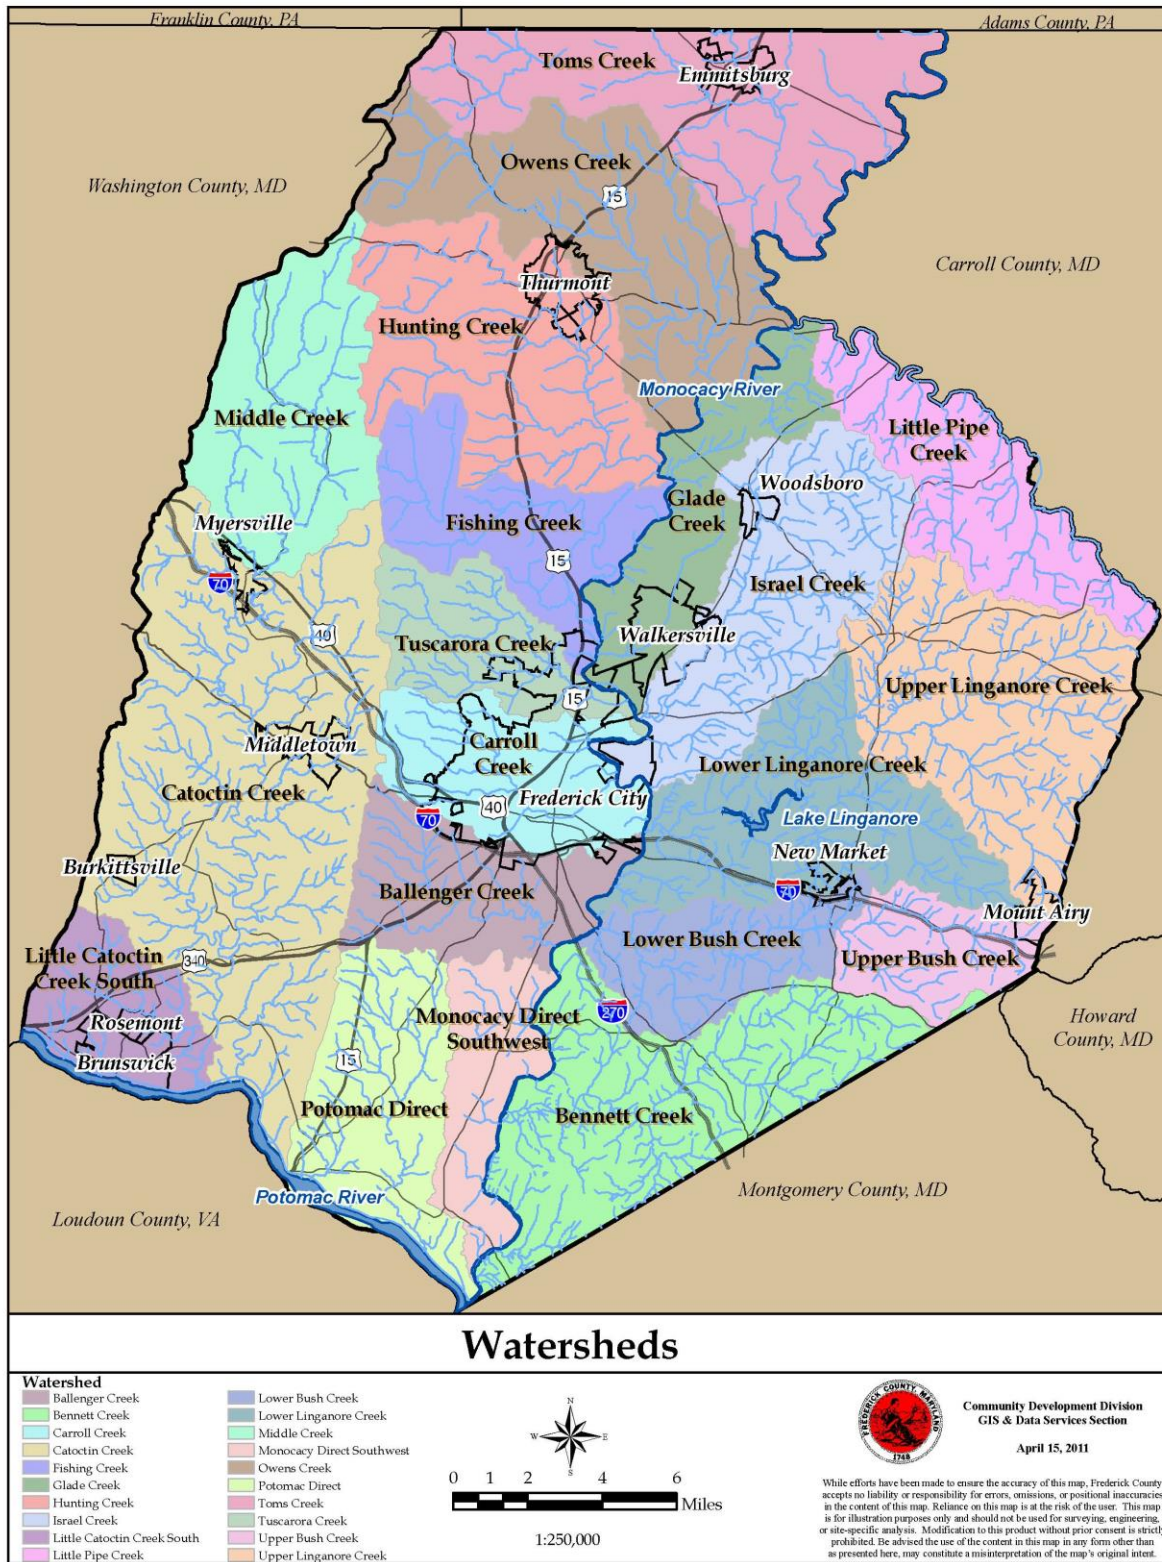 Franklin County, PA
Adams County, PA
Toms Creek
Emmitsburg
Owens Creek
Washington County, MD
15
Carroll County, MD
Thurmont
Hunting Creek
Monocacy River
Middle Creek
Little Pipe
Creek
Woodsboro
Glade
Creek
Myersville
Fishing Creek
15
70
Israel Creek
40
Walkersville
Tuscarora Creek
Upper Linganore Creek
15
Middletown
Carroll
Creek
Lower Linganore Creek
Catoctin Creek
Frederick City
40
70
Lake Linganore
New Market
Burkittsville
Ballenger Creek
70
Mount Airy
Lower Bush Creek
Little Catoctin
Creek South
340
Upper Bush Creek
270
Rosemont
Monocacy Direct
Southwest
Howard
County, MD
Brunswick
15
Potomac Direct
Bennett Creek
Potomac River
Montgomery County, MD
Loudoun County, VA
Watersheds
Watershed
Ballenger Creek
Bennett Creek
Carroll Creek
Catoctin Creek
Fishing Creek
Glade Creek
Hunting Creek
Israel Creek
Little Catoctin Creek South
Little Pipe Creek
Lower Bush Creek
Lower Linganore Creek
Middle Creek
Monocacy Direct Southwest
Owens Creek
Potomac Direct
Toms Creek
Tuscarora Creek
Upper Bush Creek
Upper Linganore Creek
N
W E
S
0 1 2 4 6
Miles
1:250,000
FREDERICK COUNTY, MARYLAND
1748
Community Development Division
GIS & Data Services Section
April 15, 2011
While efforts have been made to ensure the accuracy of this map, Frederick County
accepts no liability or responsibility for errors, omissions, or positional inaccuracies
in the content of this map. Reliance on this map is at the risk of the user. This map
is for illustration purposes only and should not be used for surveying, engineering,
or site-specific analysis. Modification to this product without prior consent is strictly
prohibited. Be advised the use of the content in this map in any form other than
as presented here, may constitute a misinterpretation of the map's original intent.